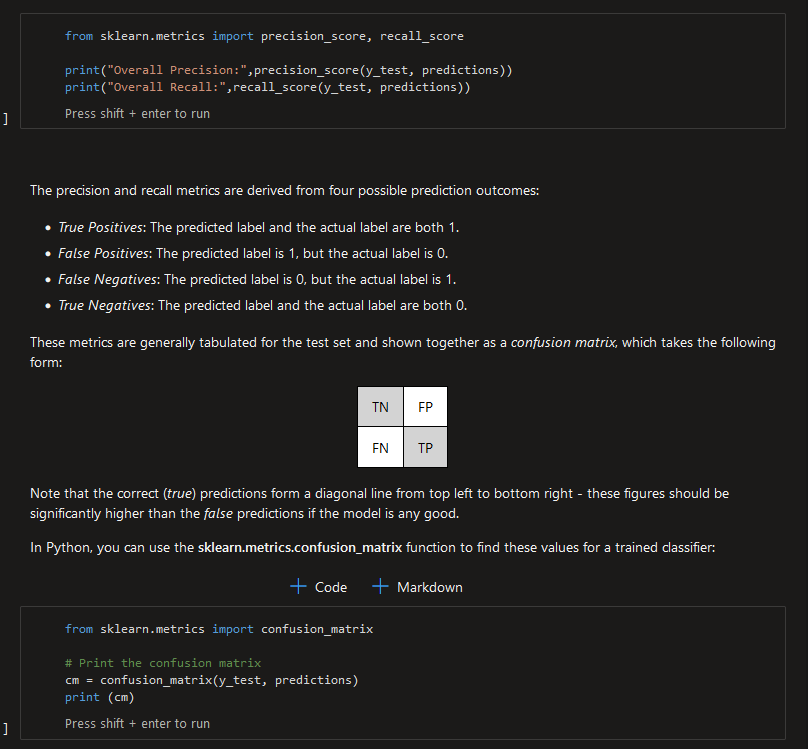 from sklearn.metrics import precision_score, recall_score
print("Overall Precision:",precision_score(y_test, predictions))
print("Overall Recall:",recall_score(y_test, predictions))
Press shift + enter to run
]
The precision and recall metrics are derived from four possible prediction outcomes:
• True Positives: The predicted label and the actual label are both 1.
• False Positives: The predicted label is 1, but the actual label is 0.
• False Negatives: The predicted label is 0, but the actual label is 1.
• True Negatives: The predicted label and the actual label are both 0.
These metrics are generally tabulated for the test set and shown together as a confusion matrix, which takes the following
form:
TN FP
FN TP
Note that the correct (true) predictions form a diagonal line from top left to bottom right - these figures should be
significantly higher than the false predictions if the model is any good.
In Python, you can use the sklearn.metrics.confusion_matrix function to find these values for a trained classifier:
+ Code + Markdown
from sklearn.metrics import confusion_matrix
# Print the confusion matrix
cm = confusion_matrix(y_test, predictions)
print (cm)
Press shift + enter to run
]